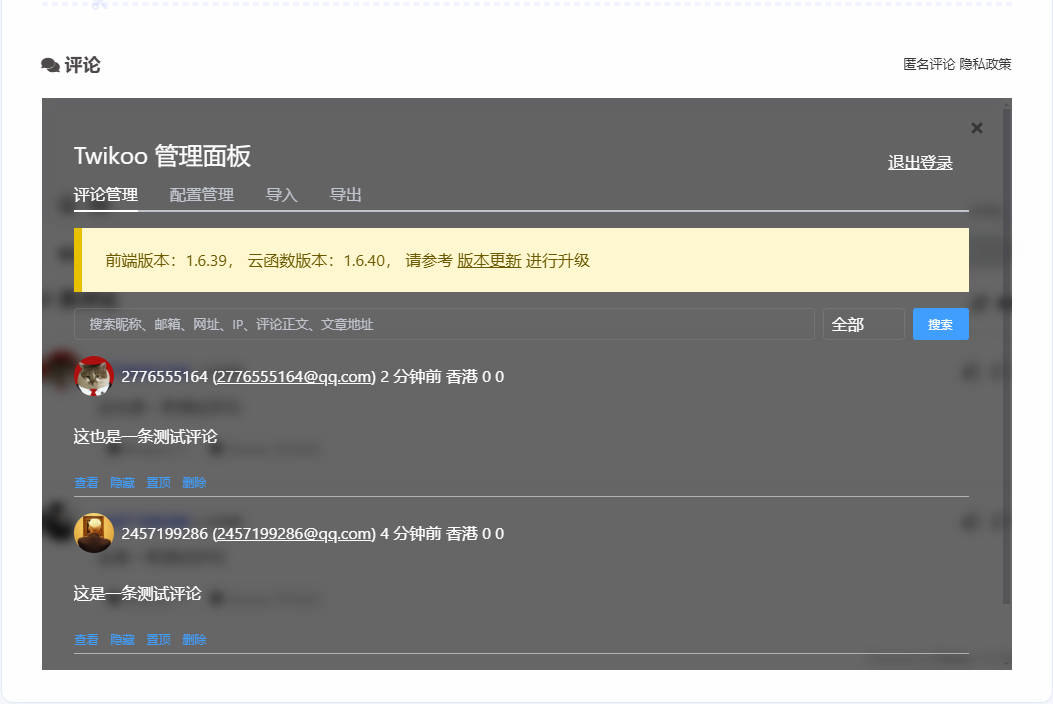 评论
匿名评论 隐私政策
Twikoo 管理面板
退出登录
评论管理 配置管理 导入 导出
前端版本：1.6.39， 云函数版本：1.6.40， 请参考 版本更新 进行升级
搜索昵称、邮箱、网址、IP、评论正文、文章地址 全部 搜索
2776555164 (2776555164@qq.com) 2 分钟前 香港 0 0
这也是一条测试评论
查看 隐藏 置顶 删除
2457199286 (2457199286@qq.com) 4 分钟前 香港 0 0
这是一条测试评论
查看 隐藏 置顶 删除